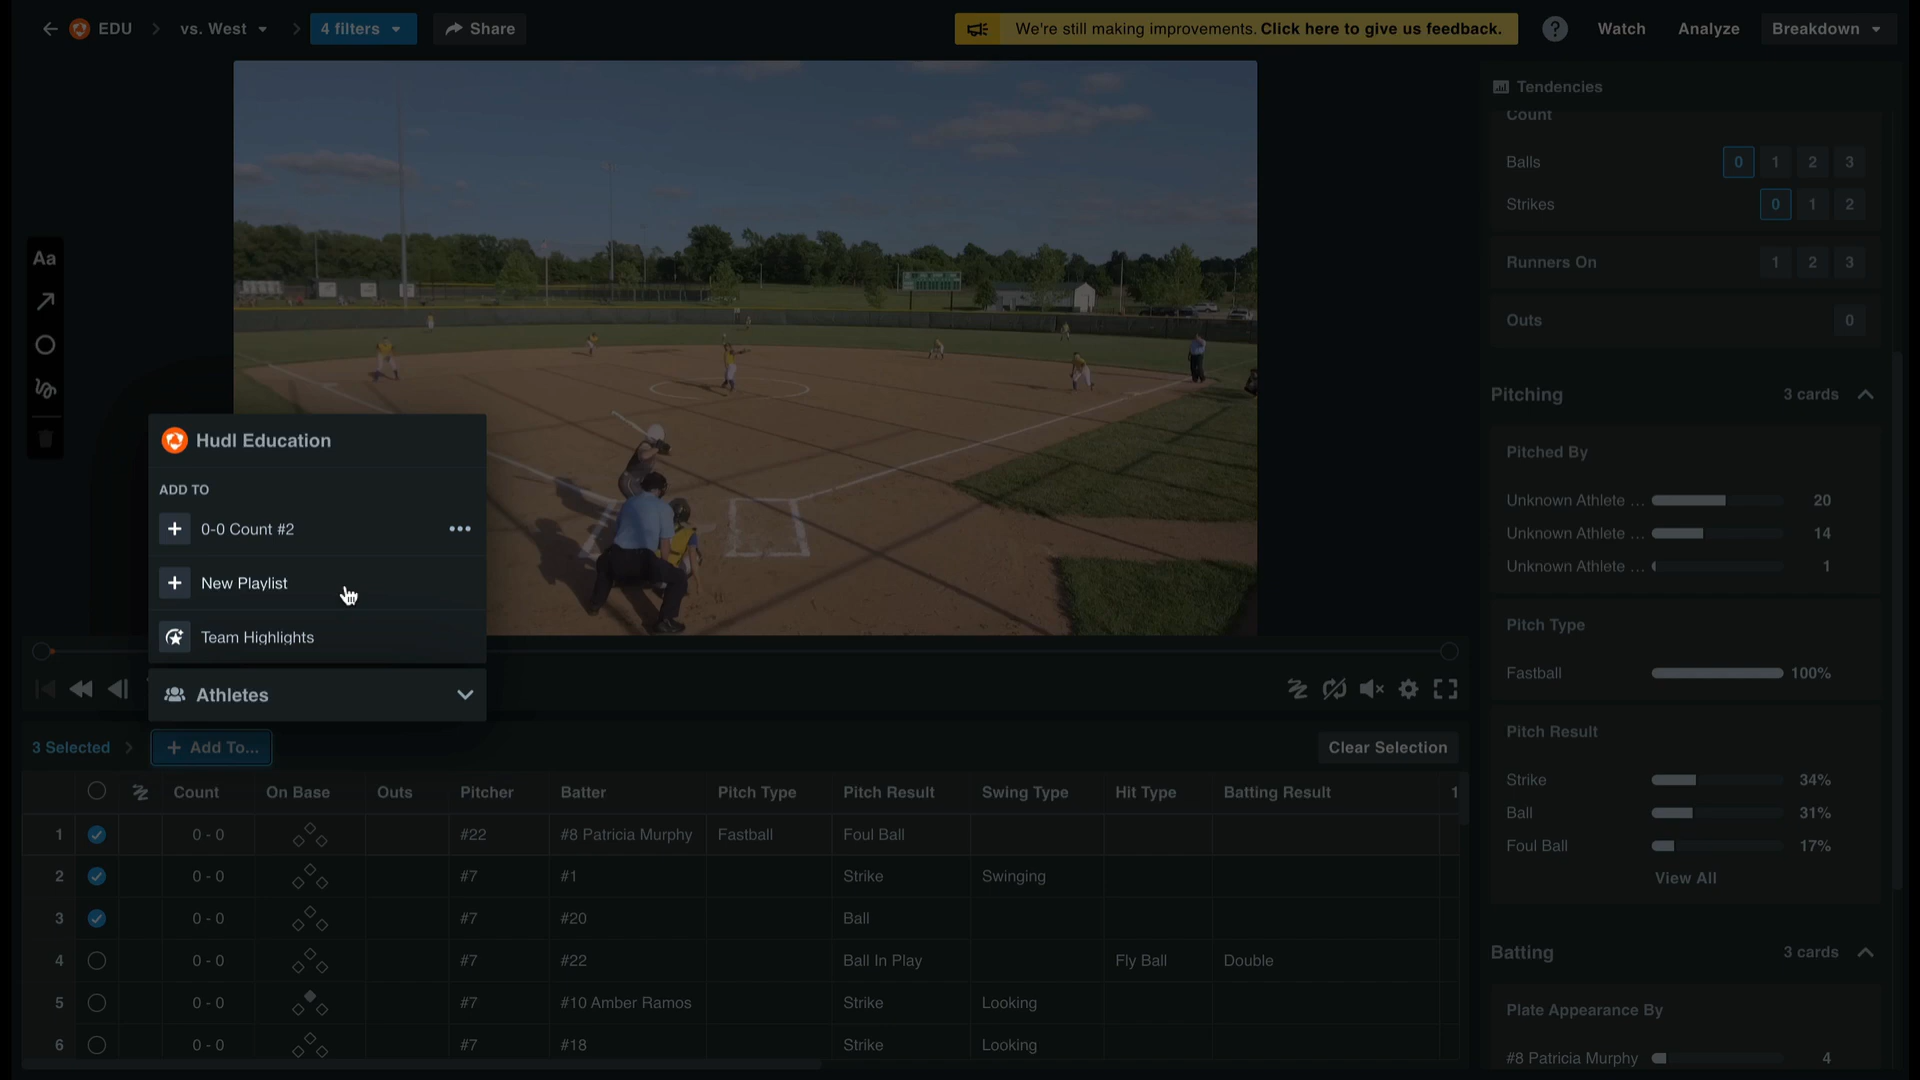 EDU > vs. West > 4 filters Share We're still making improvements. Click here to give us feedback. ? Watch Analyze Breakdown
Aa
Hudl Education
ADD TO
+ 0-0 Count #2 •••
+ New Playlist
Team Highlights
Athletes
3 Selected > + Add To... Clear Selection
Count On Base Outs Pitcher Batter Pitch Type Pitch Result Swing Type Hit Type Batting Result 1
1 0 - 0 #22 #8 Patricia Murphy Fastball Foul Ball
2 0 - 0 #7 #1 Strike Swinging
3 0 - 0 #7 #20 Ball
4 0 - 0 #7 #22 Ball In Play Fly Ball Double
5 0 - 0 #7 #10 Amber Ramos Strike Looking
6 0 - 0 #7 #18 Strike Looking
Tendencies
Count
Balls 0 1 2 3
Strikes 0 1 2
Runners On 1 2 3
Outs 0
Pitching 3 cards
Pitched By
Unknown Athlete ... 20
Unknown Athlete ... 14
Unknown Athlete ... 1
Pitch Type
Fastball 100%
Pitch Result
Strike 34%
Ball 31%
Foul Ball 17%
View All
Batting 3 cards
Plate Appearance By
#8 Patricia Murphy 4